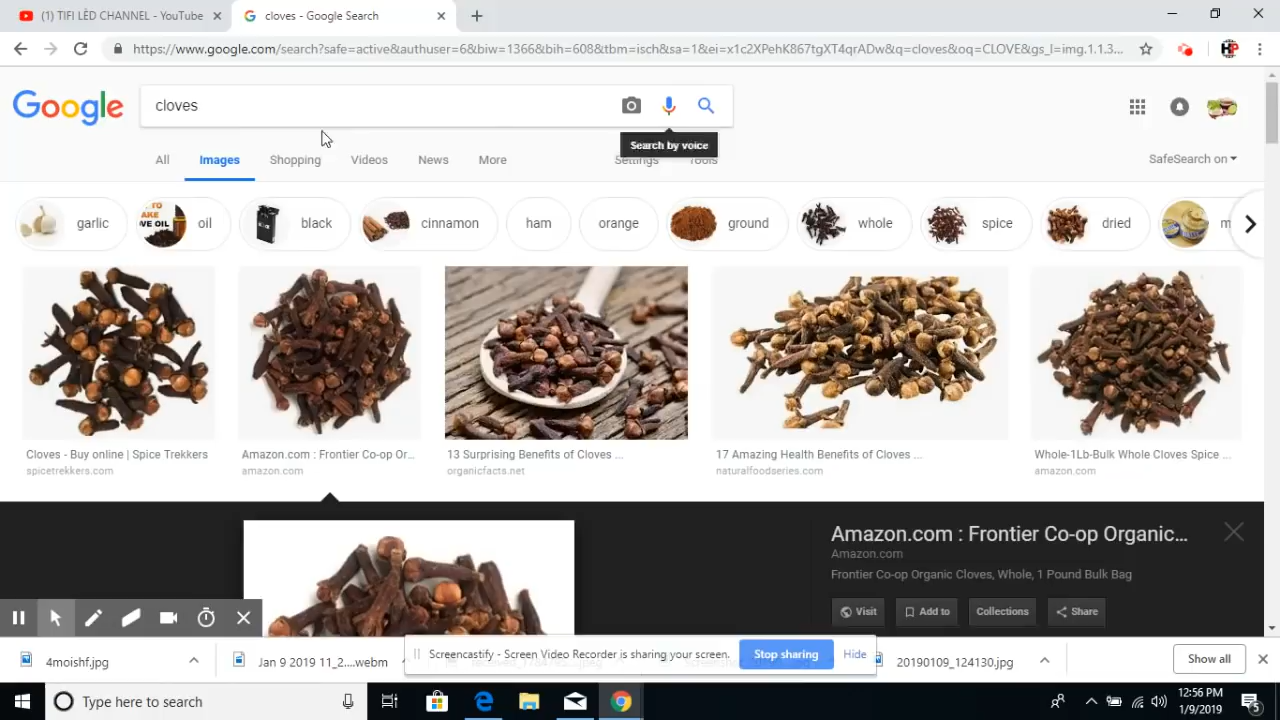 (1) TIFI LÈD CHANNEL - YouTube
cloves - Google Search
https://www.google.com/search?safe=active&authuser=6&biw=1366&bih=608&tbm=isch&sa=1&ei=x1c2XPehK867tgXT4qrADw&q=cloves&oq=CLOVE&gs_l=img.1.1.3...
HP
Google
cloves
Search by voice
All
Images
Shopping
Videos
News
More
Settings
Tools
SafeSearch on
garlic
oil
black
cinnamon
ham
orange
ground
whole
spice
dried
m
Cloves - Buy online | Spice Trekkers
spicetrekkers.com
Amazon.com : Frontier Co-op Or...
amazon.com
13 Surprising Benefits of Cloves ...
organicfacts.net
17 Amazing Health Benefits of Cloves ...
naturalfoodseries.com
Whole-1Lb-Bulk Whole Cloves Spice ...
amazon.com
Amazon.com : Frontier Co-op Organic...
Amazon.com
Frontier Co-op Organic Cloves, Whole, 1 Pound Bulk Bag
Visit
Add to
Collections
Share
Screencastify - Screen Video Recorder is sharing your screen.
Stop sharing
Hide
4moishf.jpg
Jan 9 2019 11_2....webm
20190109_124130.jpg
Show all
Type here to search
12:56 PM
1/9/2019
5